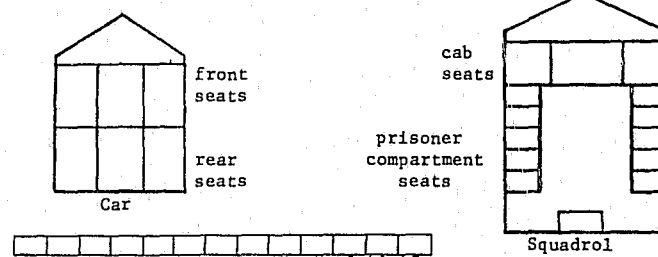 front
seats
rear
seats
Car
cab
seats
prisoner
compartment
seats
Squadrol